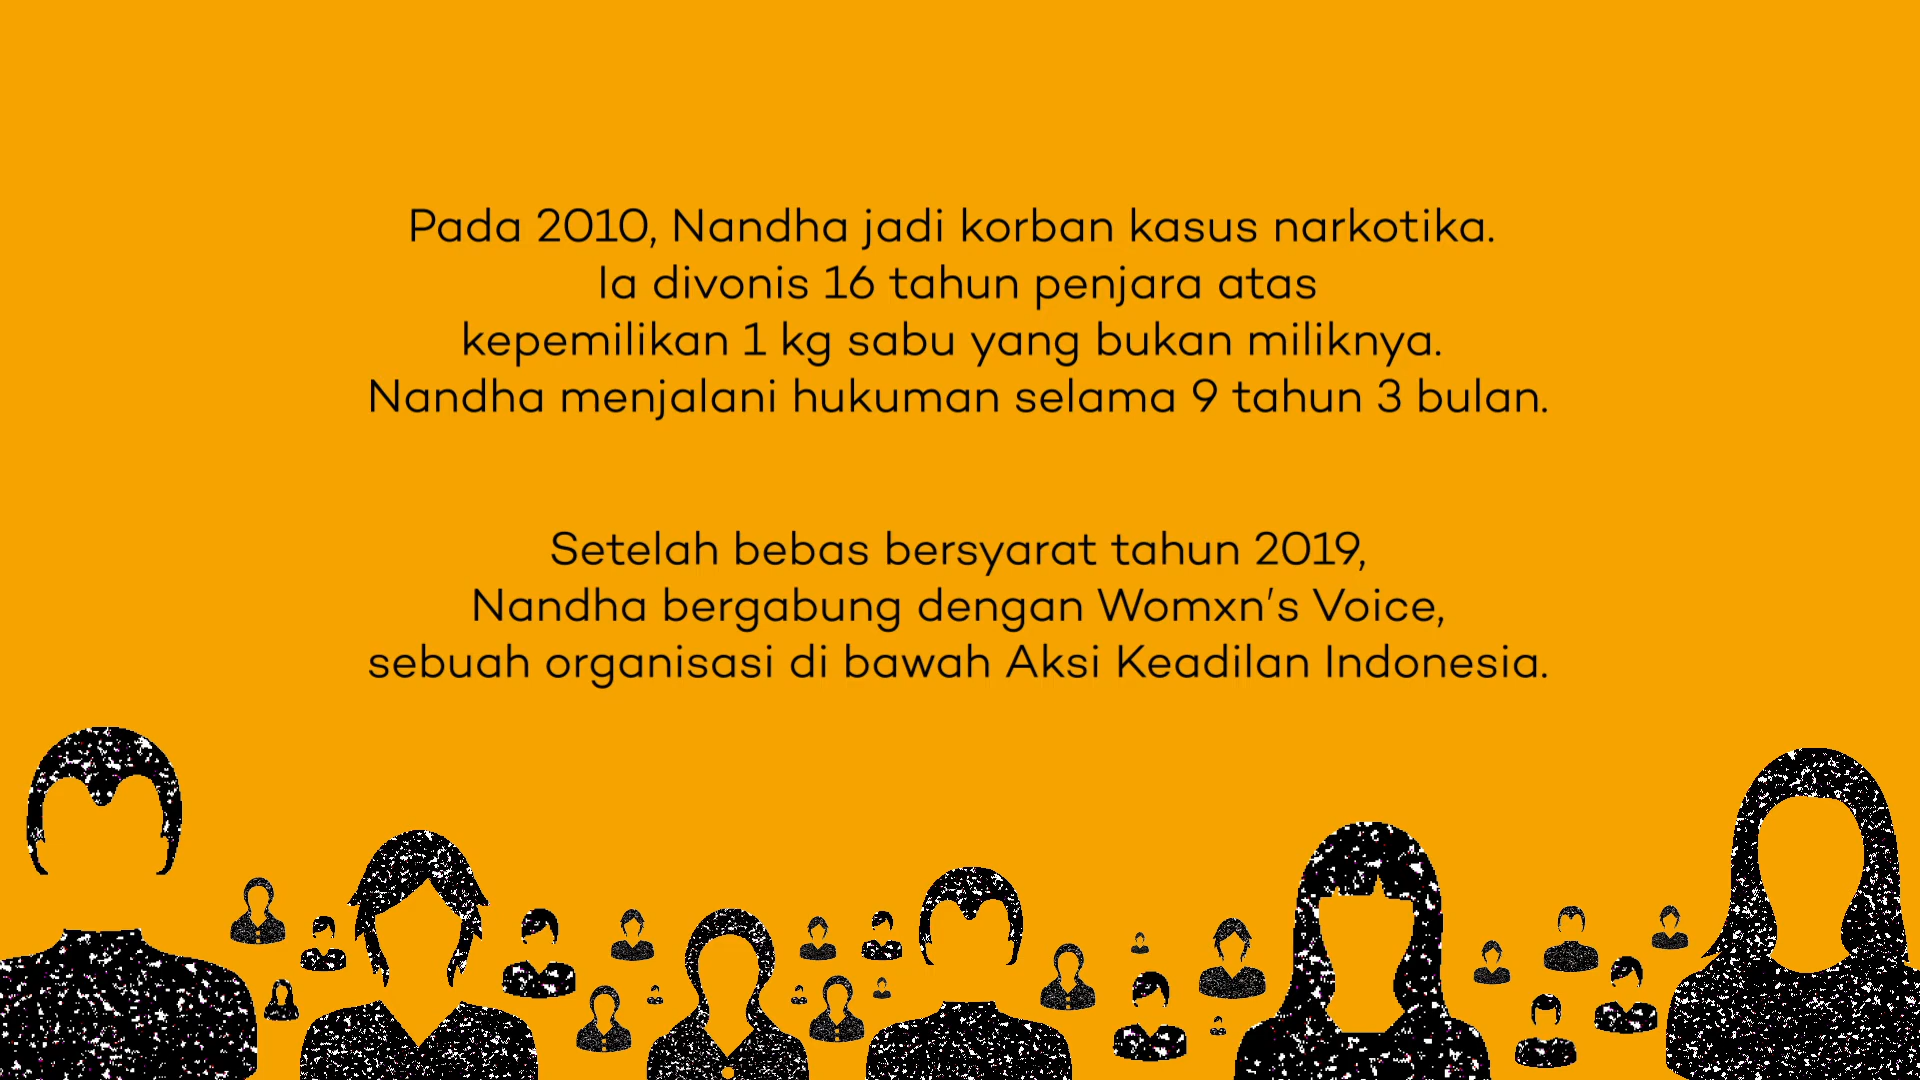 Pada 2010, Nandha jadi korban kasus narkotika.
Ia divonis 16 tahun penjara atas
kepemilikan 1 kg sabu yang bukan miliknya.
Nandha menjalani hukuman selama 9 tahun 3 bulan.
Setelah bebas bersyarat tahun 2019,
Nandha bergabung dengan Womxn's Voice,
sebuah organisasi di bawah Aksi Keadilan Indonesia.